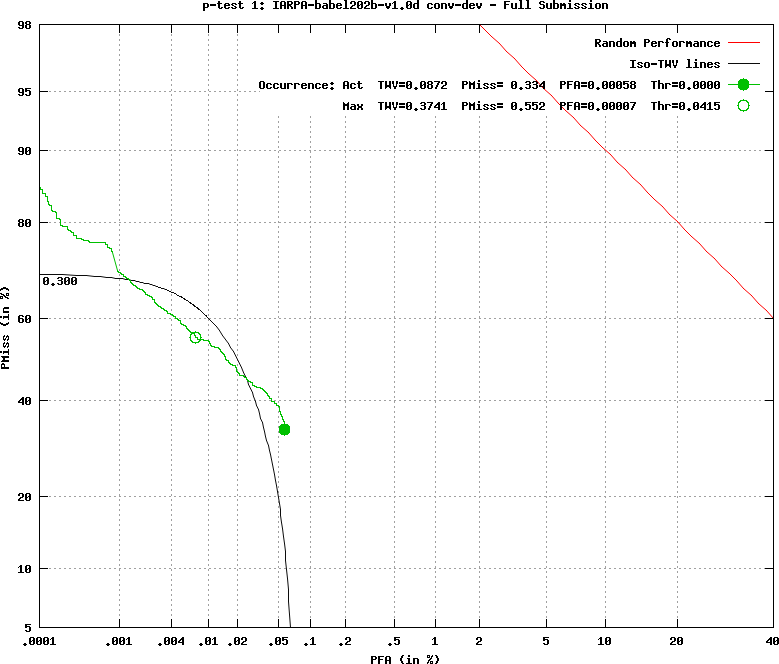 p-test 1: IARPA-babel202b-v1.0d conv-dev - Full Submission
98
Random Performance
Iso-TWV lines
Occurrence: Act TWV=0.0872 PMiss= 0.334 PFA=0.00058 Thr=0.0000
95
Max TWV=0.3741 PMiss= 0.552 PFA=0.00007 Thr=0.0415
90
80
0.300
60
PMiss (in %)
40
20
10
5
.0001 .001 .004 .01 .02 .05 .1 .2 .5 1 2 5 10 20 40
PFA (in %)